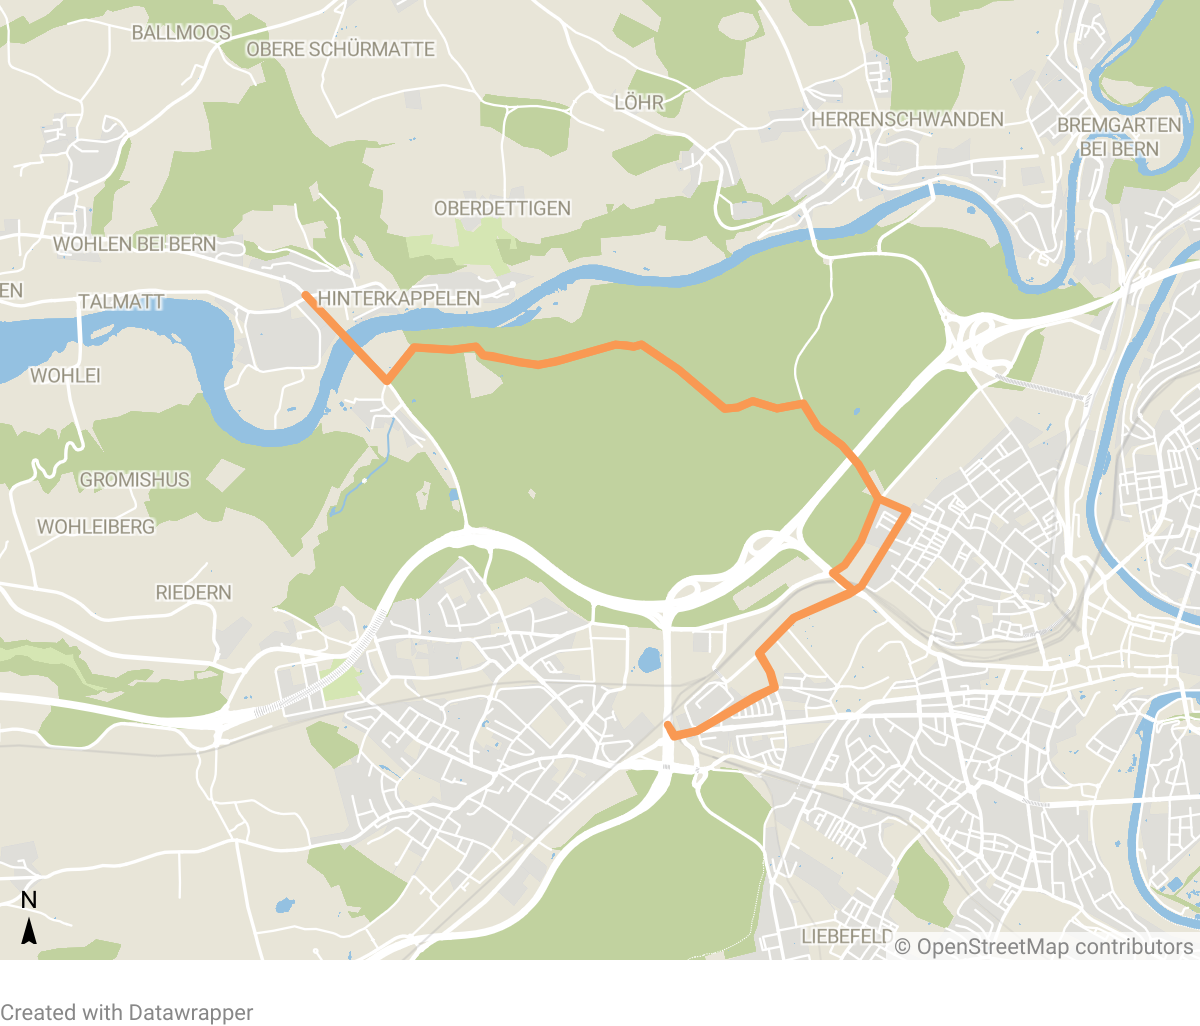 BALLMOOS
OBERE SCHÜRMATTE
LÖHR
HERRENSCHWANDEN
BREMGARTEN
BEI BERN
OBERDETTIGEN
WOHLEN BEI BERN
EN
TALMATT
HINTERKAPPELEN
WOHLEI
GROMISHUS
WOHLEIBERG
RIEDERN
N
LIEBEFELD
© OpenStreetMap contributors
Created with Datawrapper